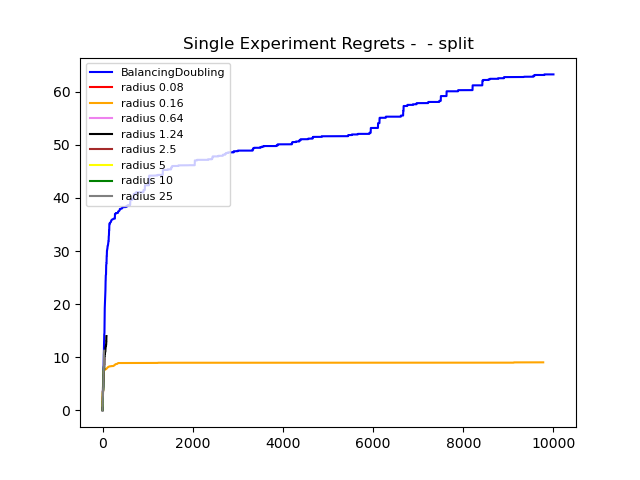 Single Experiment Regrets -  - split
BalancingDoubling
radius 0.08
radius 0.16
radius 0.64
radius 1.24
radius 2.5
radius 5
radius 10
radius 25
60
50
40
30
20
10
0
0 2000 4000 6000 8000 10000